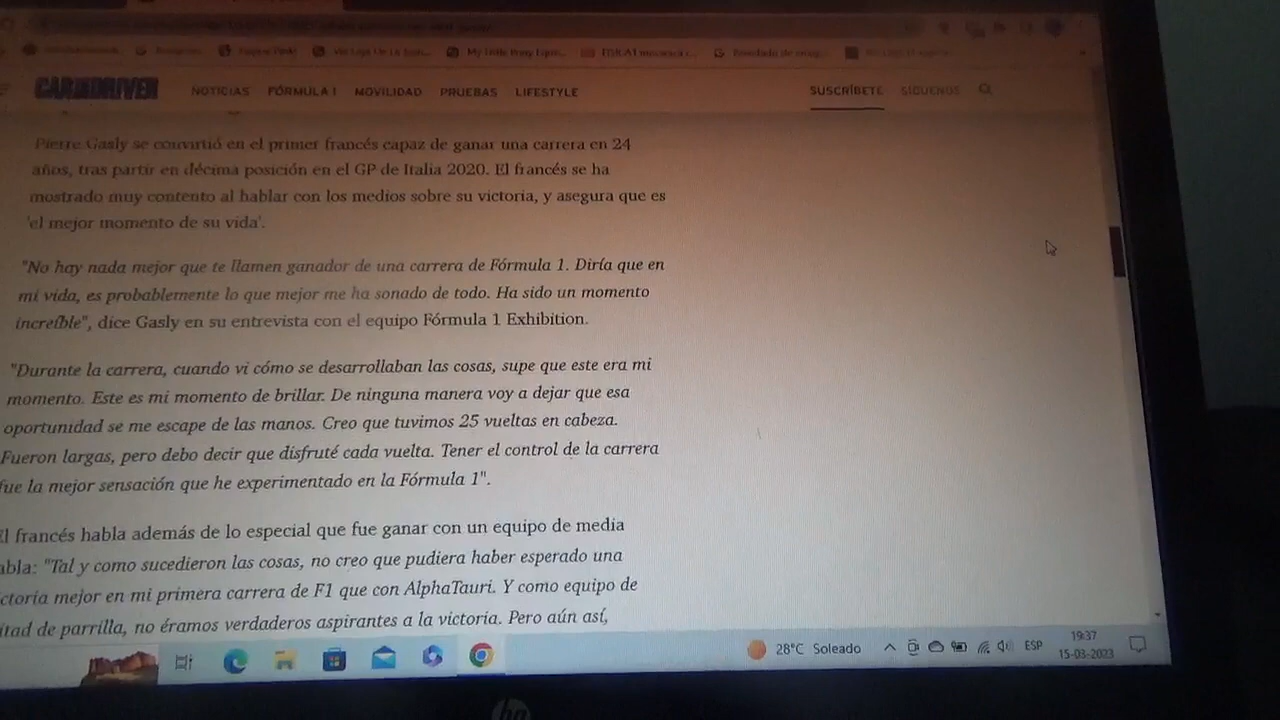 My Little Pony
CAR AND DRIVER
NOTICIAS FÓRMULA 1 MOVILIDAD PRUEBAS LIFESTYLE SUSCRÍBETE SÍGUENOS
Pierre Gasly se convirtió en el primer francés capaz de ganar una carrera en 24
años, tras partir en décima posición en el GP de Italia 2020. El francés se ha
mostrado muy contento al hablar con los medios sobre su victoria, y asegura que es
'el mejor momento de su vida'.
"No hay nada mejor que te llamen ganador de una carrera de Fórmula 1. Diría que en
mi vida, es probablemente lo que mejor me ha sonado de todo. Ha sido un momento
increíble", dice Gasly en su entrevista con el equipo Fórmula 1 Exhibition.
"Durante la carrera, cuando vi cómo se desarrollaban las cosas, supe que este era mi
momento. Este es mi momento de brillar. De ninguna manera voy a dejar que esa
oportunidad se me escape de las manos. Creo que tuvimos 25 vueltas en cabeza.
Fueron largas, pero debo decir que disfruté cada vuelta. Tener el control de la carrera
fue la mejor sensación que he experimentado en la Fórmula 1".
El francés habla además de lo especial que fue ganar con un equipo de media
abla: "Tal y como sucedieron las cosas, no creo que pudiera haber esperado una
ctoria mejor en mi primera carrera de F1 que con AlphaTauri. Y como equipo de
itad de parrilla, no éramos verdaderos aspirantes a la victoria. Pero aún así,
28°C Soleado ESP 19:37
15-03-2023
hp